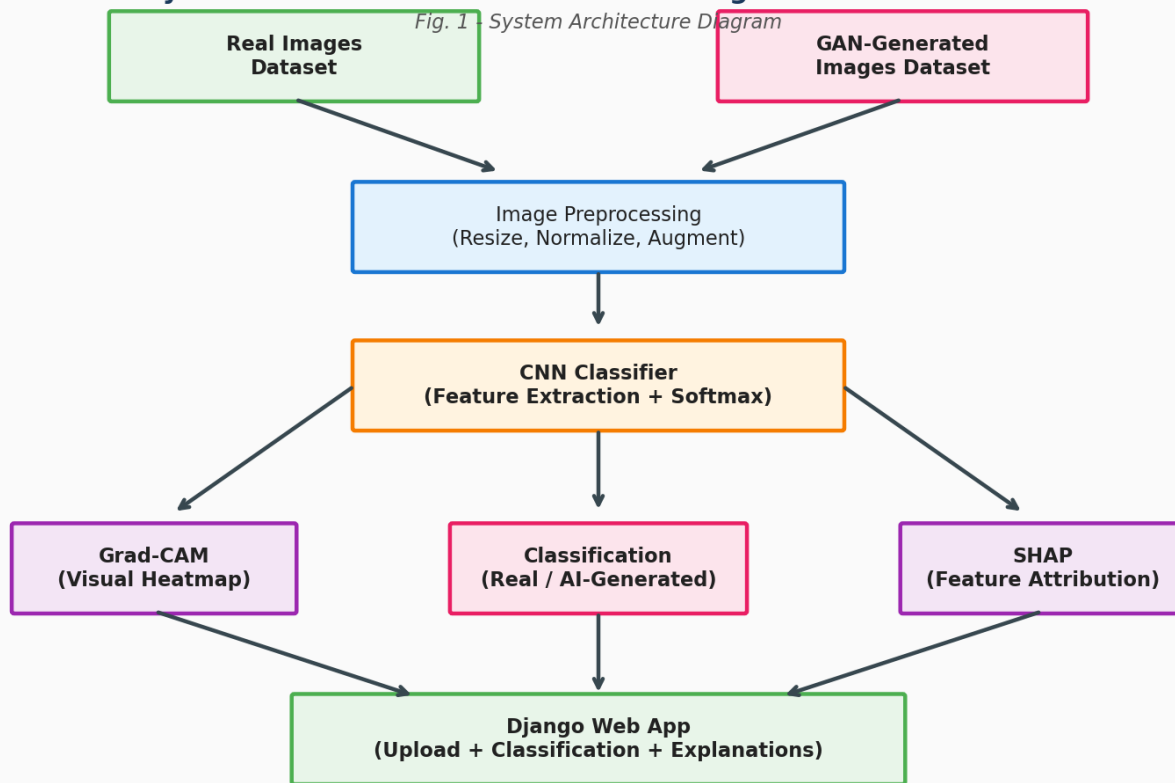 Fig. 1 - System Architecture Diagram
Real Images
Dataset
GAN-Generated
Images Dataset
Image Preprocessing
(Resize, Normalize, Augment)
CNN Classifier
(Feature Extraction + Softmax)
Grad-CAM
(Visual Heatmap)
Classification
(Real / AI-Generated)
SHAP
(Feature Attribution)
Django Web App
(Upload + Classification + Explanations)